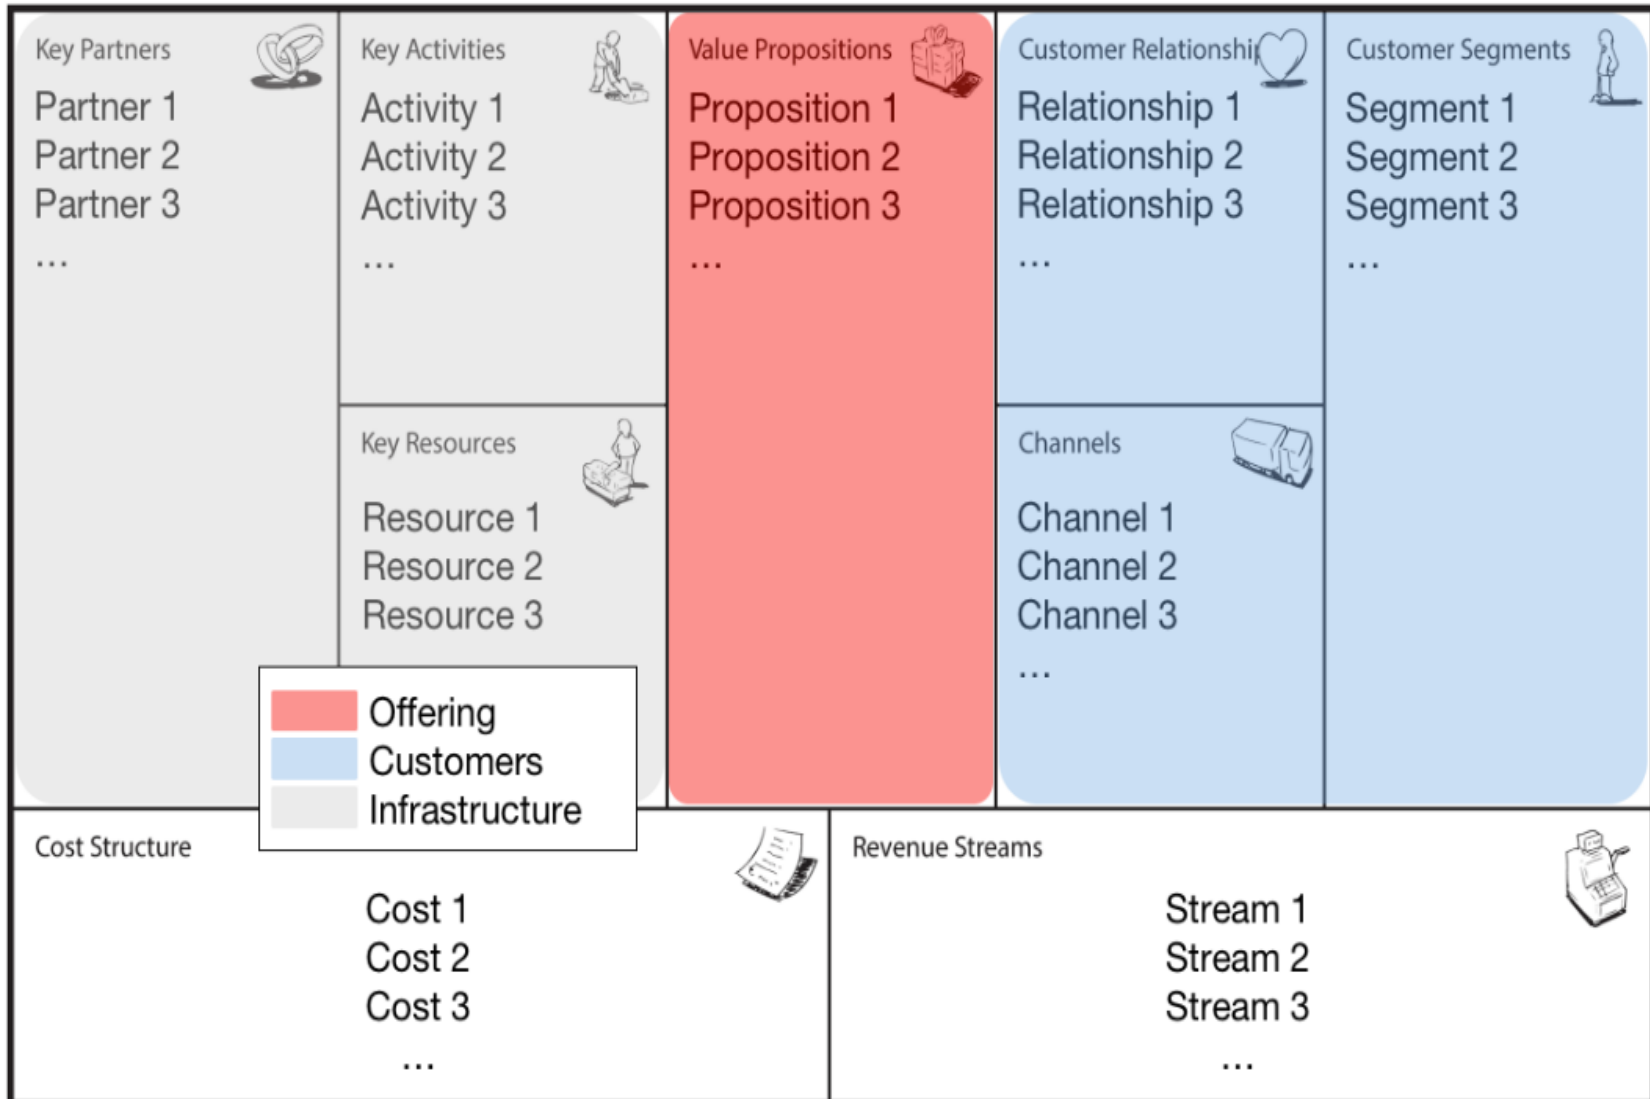 Key Partners
Partner 1
Partner 2
Partner 3
...
Key Activities
Activity 1
Activity 2
Activity 3
...
Key Resources
Resource 1
Resource 2
Resource 3
Value Propositions
Proposition 1
Proposition 2
Proposition 3
...
Customer Relationship
Relationship 1
Relationship 2
Relationship 3
...
Channels
Channel 1
Channel 2
Channel 3
...
Customer Segments
Segment 1
Segment 2
Segment 3
...
Offering
Customers
Infrastructure
Cost Structure
Cost 1
Cost 2
Cost 3
...
Revenue Streams
Stream 1
Stream 2
Stream 3
...